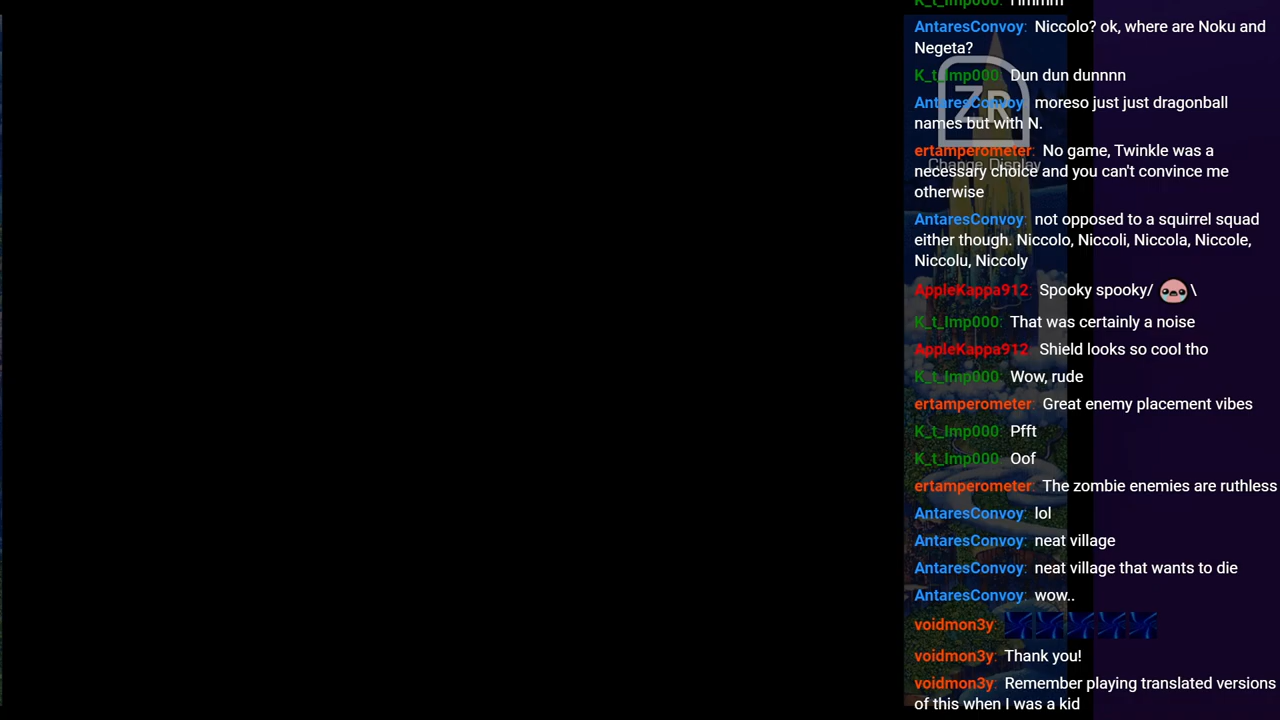 K_t_Imp000: Hmmm
AntaresConvoy: Niccolo? ok, where are Noku and
Negeta?
K_t_Imp000: Dun dun dunnnn
AntaresConvoy: moreso just just dragonball
names but with N.
ertamperometer: No game, Twinkle was a
necessary choice and you can't convince me
otherwise
AntaresConvoy: not opposed to a squirrel squad
either though. Niccolo, Niccoli, Niccola, Niccole,
Niccolu, Niccoly
AppleKappa912: Spooky spooky/ \
K_t_Imp000: That was certainly a noise
AppleKappa912: Shield looks so cool tho
K_t_Imp000: Wow, rude
ertamperometer: Great enemy placement vibes
K_t_Imp000: Pfft
K_t_Imp000: Oof
ertamperometer: The zombie enemies are ruthless
AntaresConvoy: lol
AntaresConvoy: neat village
AntaresConvoy: neat village that wants to die
AntaresConvoy: wow..
voidmon3y:
voidmon3y: Thank you!
voidmon3y: Remember playing translated versions
of this when I was a kid
ZR
Change Display